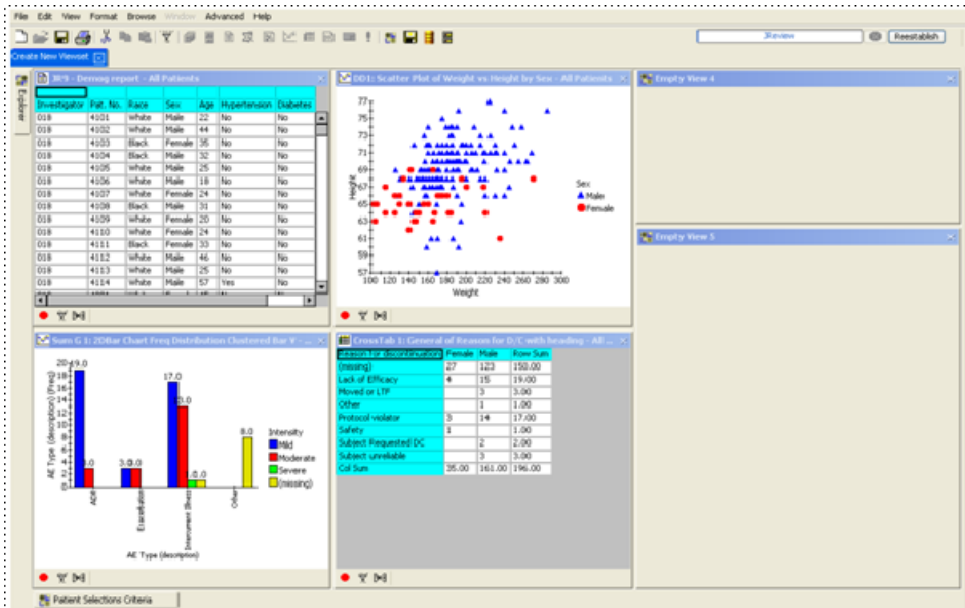 File Edit View Format Browse Window Advanced Help
JReview Reestablish
Create New Viewset
Explorer
JR9 - Demog report - All Patients
Investigator Patt. No. Race Sex Age Hypertension Diabetes
018 4101 White Male 22 No No
018 4102 White Male 44 No No
018 4103 Black Female 35 No No
018 4104 Black Male 32 No No
018 4105 White Male 25 No No
018 4106 White Male 18 No No
018 4107 White Female 24 No No
018 4108 Black Male 31 No No
018 4109 White Female 20 No No
018 4110 White Female 24 No No
018 4111 Black Female 33 No No
018 4112 White Male 46 No No
018 4113 White Male 25 No No
018 4114 White Male 57 Yes No
DD1: Scatter Plot of Weight vs Height by Sex - All Patients
Height
77
75
73
71
69
67
65
63
61
59
57
100 120 140 160 180 200 220 240 260 280 300
Weight
Sex
Male
Female
Empty View 4
Empty View 5
Sum G 1: 2DBar Chart Freq Distribution Clustered Bar V - ...
AE Type (description) (Freq)
20
18
16
14
12
10
8
6
4
2
0
19.0
17.0
8.0
ADR
Exacerbation
Intercurrent Illness
Other
AE Type (description)
Intensity
Mild
Moderate
Severe
(missing)
CrossTab 1: General of Reason for D/C with heading - All ...
Reason for discontinuation Female Male Row Sum
(missing) 27 123 150.00
Lack of Efficacy 4 15 19.00
Moved on LTF 3 3.00
Other 1 1.00
Protocol violator 3 14 17.00
Safety 1 1.00
Subject Requested DC 2 2.00
Subject unreliable 3 3.00
Col Sum 35.00 161.00 196.00
Patient Selections Criteria